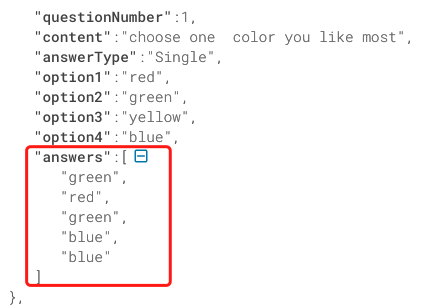 "questionNumber":1,
"content":"choose one  color you like most",
"answerType":"Single",
"option1":"red",
"option2":"green",
"option3":"yellow",
"option4":"blue",
"answers":[
"green",
"red",
"green",
"blue",
"blue"
]
},